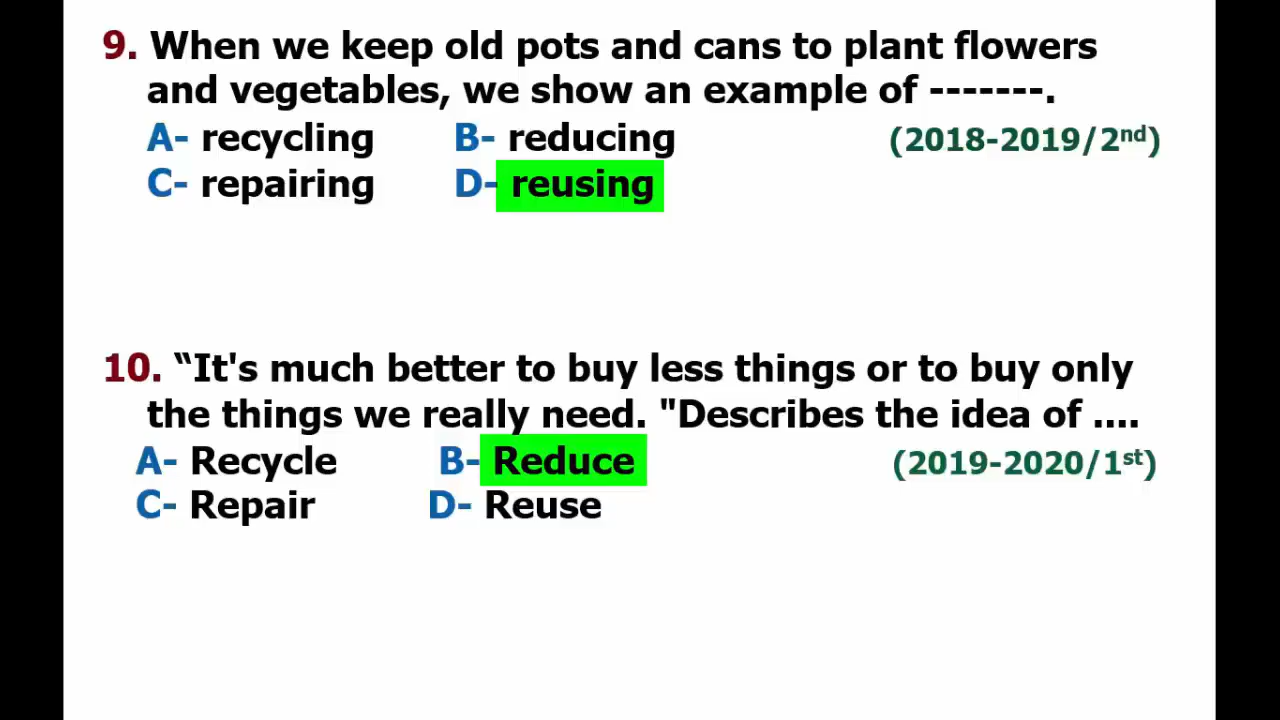 9. When we keep old pots and cans to plant flowers
and vegetables, we show an example of -------.
A- recycling B- reducing (2018-2019/2nd)
C- repairing D- reusing
10. “It's much better to buy less things or to buy only
the things we really need. "Describes the idea of ....
A- Recycle B- Reduce (2019-2020/1st)
C- Repair D- Reuse